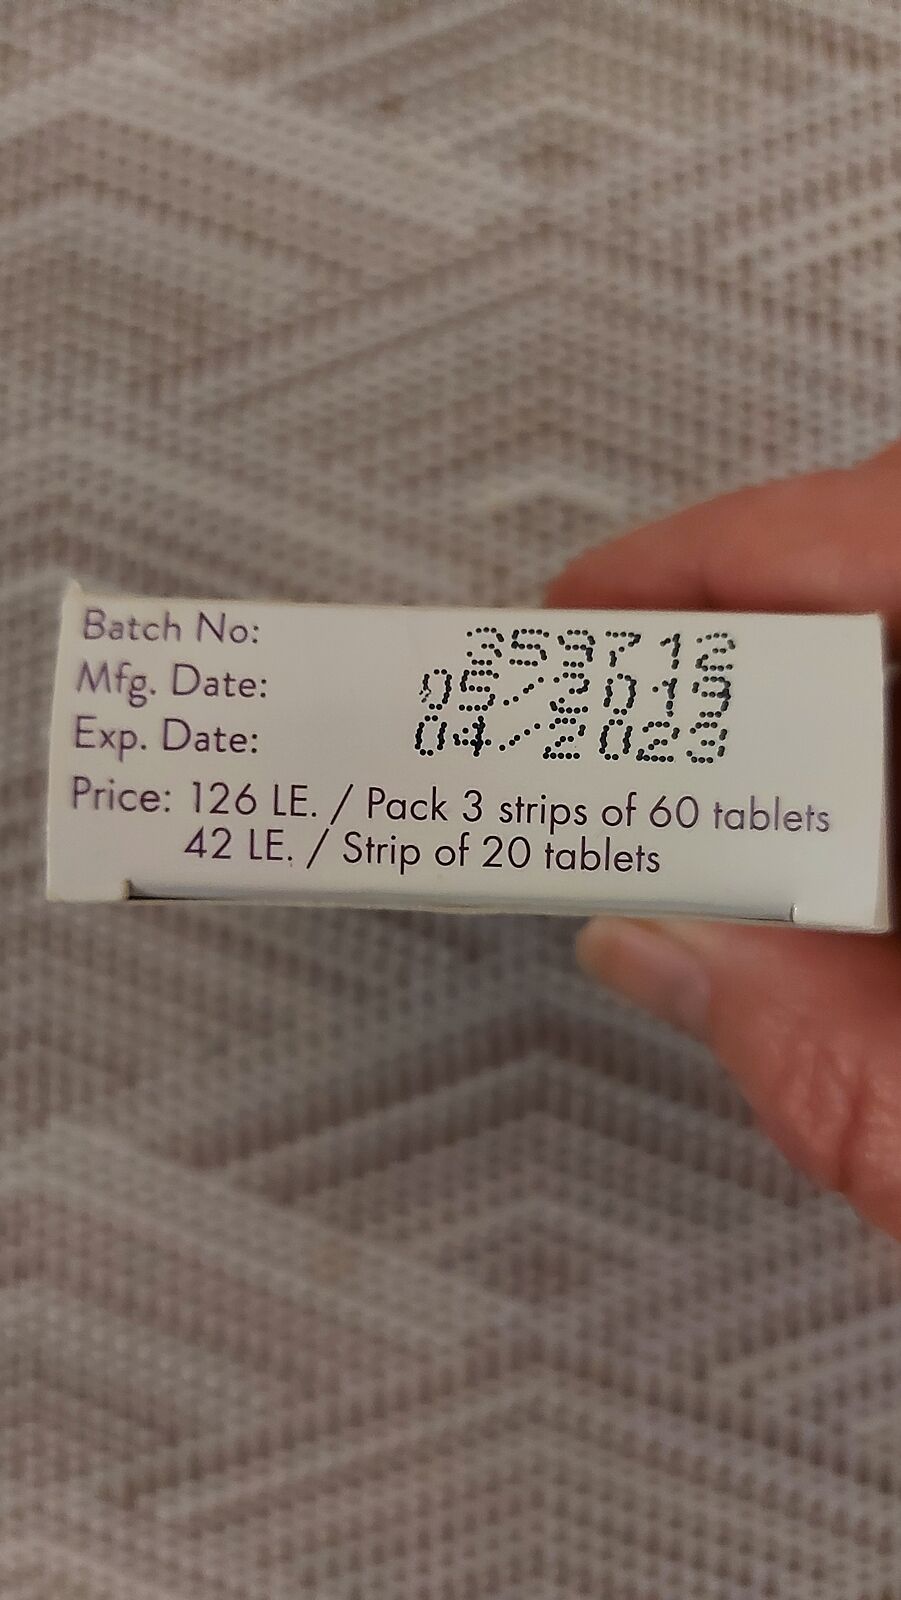 Batch No: 359712
Mfg. Date: 05/2019
Exp. Date: 04/2023
Price: 126 LE. / Pack 3 strips of 60 tablets
42 LE. / Strip of 20 tablets